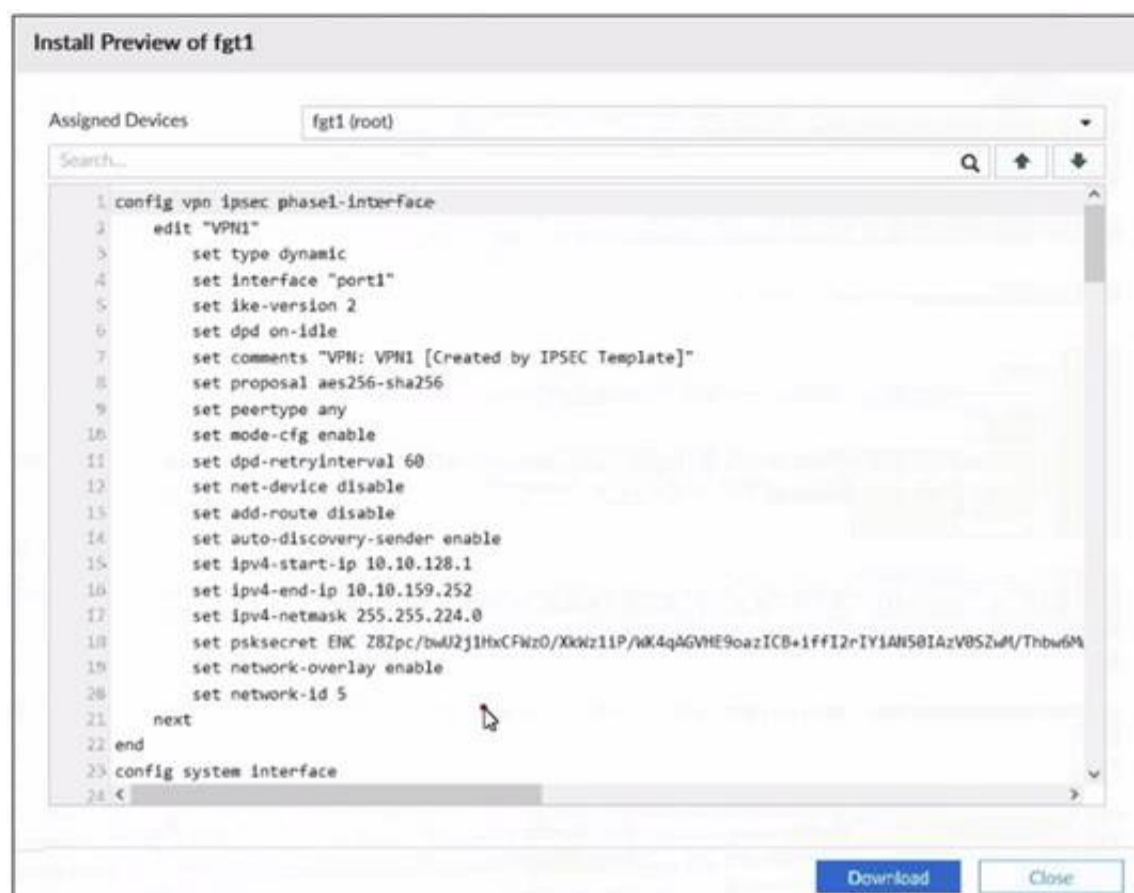 Install Preview of fgt1
Assigned Devices
fgt1 (root)
Search...
1 config vpn ipsec phase1-interface
2 edit "VPN1"
3 set type dynamic
4 set interface "port1"
5 set ike-version 2
6 set dpd on-idle
7 set comments "VPN: VPN1 [Created by IPSEC Template]"
8 set proposal aes256-sha256
9 set peertype any
10 set mode-cfg enable
11 set dpd-retryinterval 60
12 set net-device disable
13 set add-route disable
14 set auto-discovery-sender enable
15 set ipv4-start-ip 10.10.128.1
16 set ipv4-end-ip 10.10.159.252
17 set ipv4-netmask 255.255.224.0
18 set psksecret ENC
19 set network-overlay enable
20 set network-id 5
21 next
22 end
23 config system interface
24
Download Close